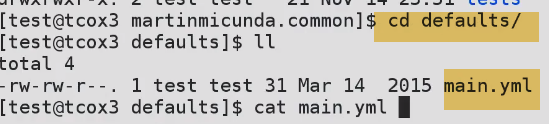 drwxrwxr-x. 2 test test 21 Nov 14 23:31 tests
[test@tcox3 martinmicunda.common]$ cd defaults/
[test@tcox3 defaults]$ ll
total 4
-rw-rw-r--. 1 test test 31 Mar 14  2015 main.yml
[test@tcox3 defaults]$ cat main.yml